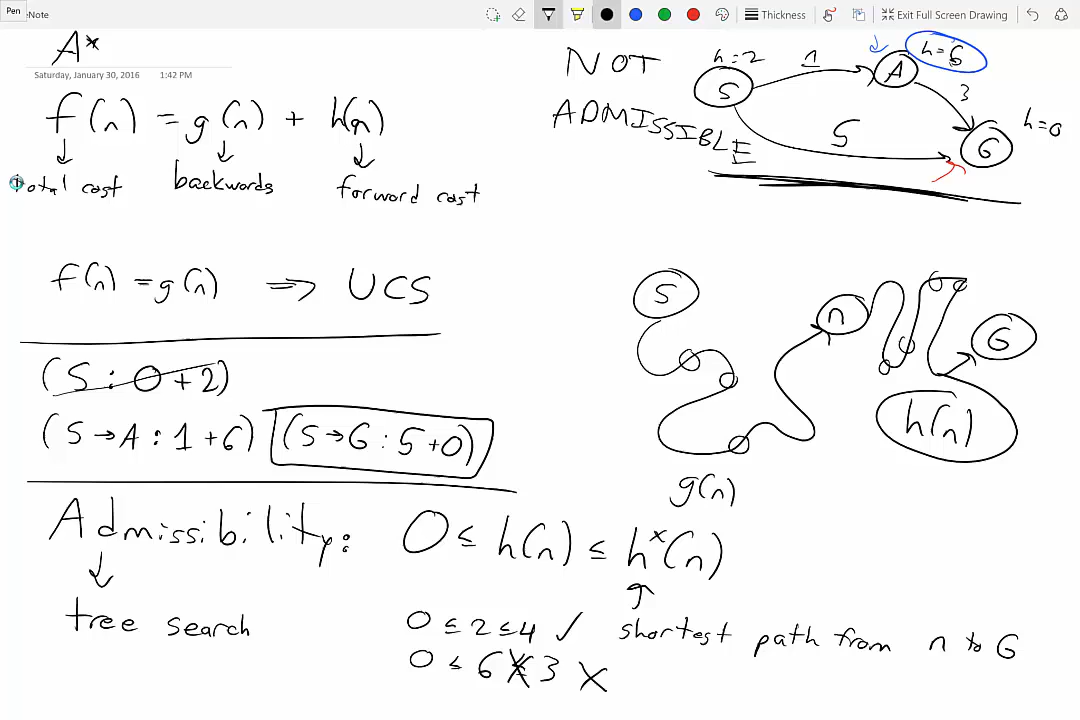 Pen
eNote
Thickness
Exit Full Screen Drawing
A*
Saturday, January 30, 2016 1:42 PM
f(n) = g(n) + h(n)
total cost backwords forward cost
NOT
ADMISSIBLE
h=2
S
1
A
h=6
3
5
G
h=0
f(n) = g(n) ⇒ UCS
(S : 0+2)
(S→A : 1+6) (S→G : 5+0)
S
n
G
h(n)
g(n)
Admissibility: 0 ≤ h(n) ≤ h*(n)
tree search
0 ≤ 2 ≤ 4 ✓
shortest path from n to G
0 ≤ 6 ≤ 3 X